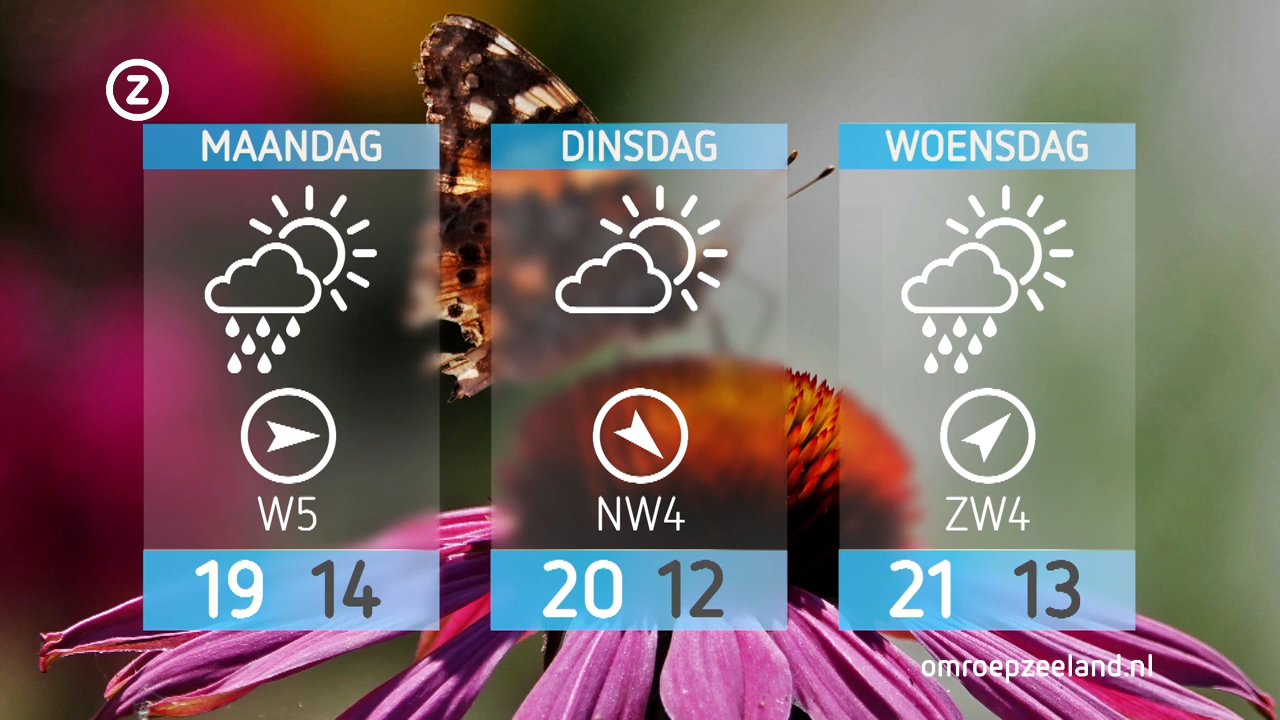 Z
MAANDAG
W5
19 14
DINSDAG
NW4
20 12
WOENSDAG
ZW4
21 13
omroepzeeland.nl